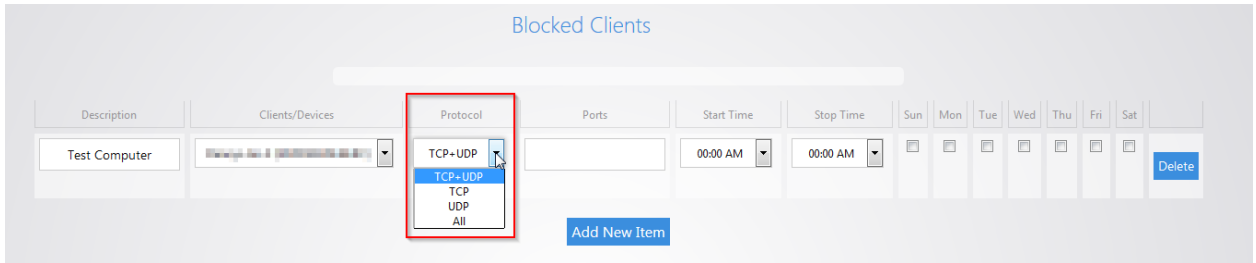 Blocked Clients
Description Clients/Devices Protocol Ports Start Time Stop Time Sun Mon Tue Wed Thu Fri Sat
Test Computer TCP+UDP 00:00 AM 00:00 AM Delete
TCP+UDP
TCP
UDP
All
Add New Item